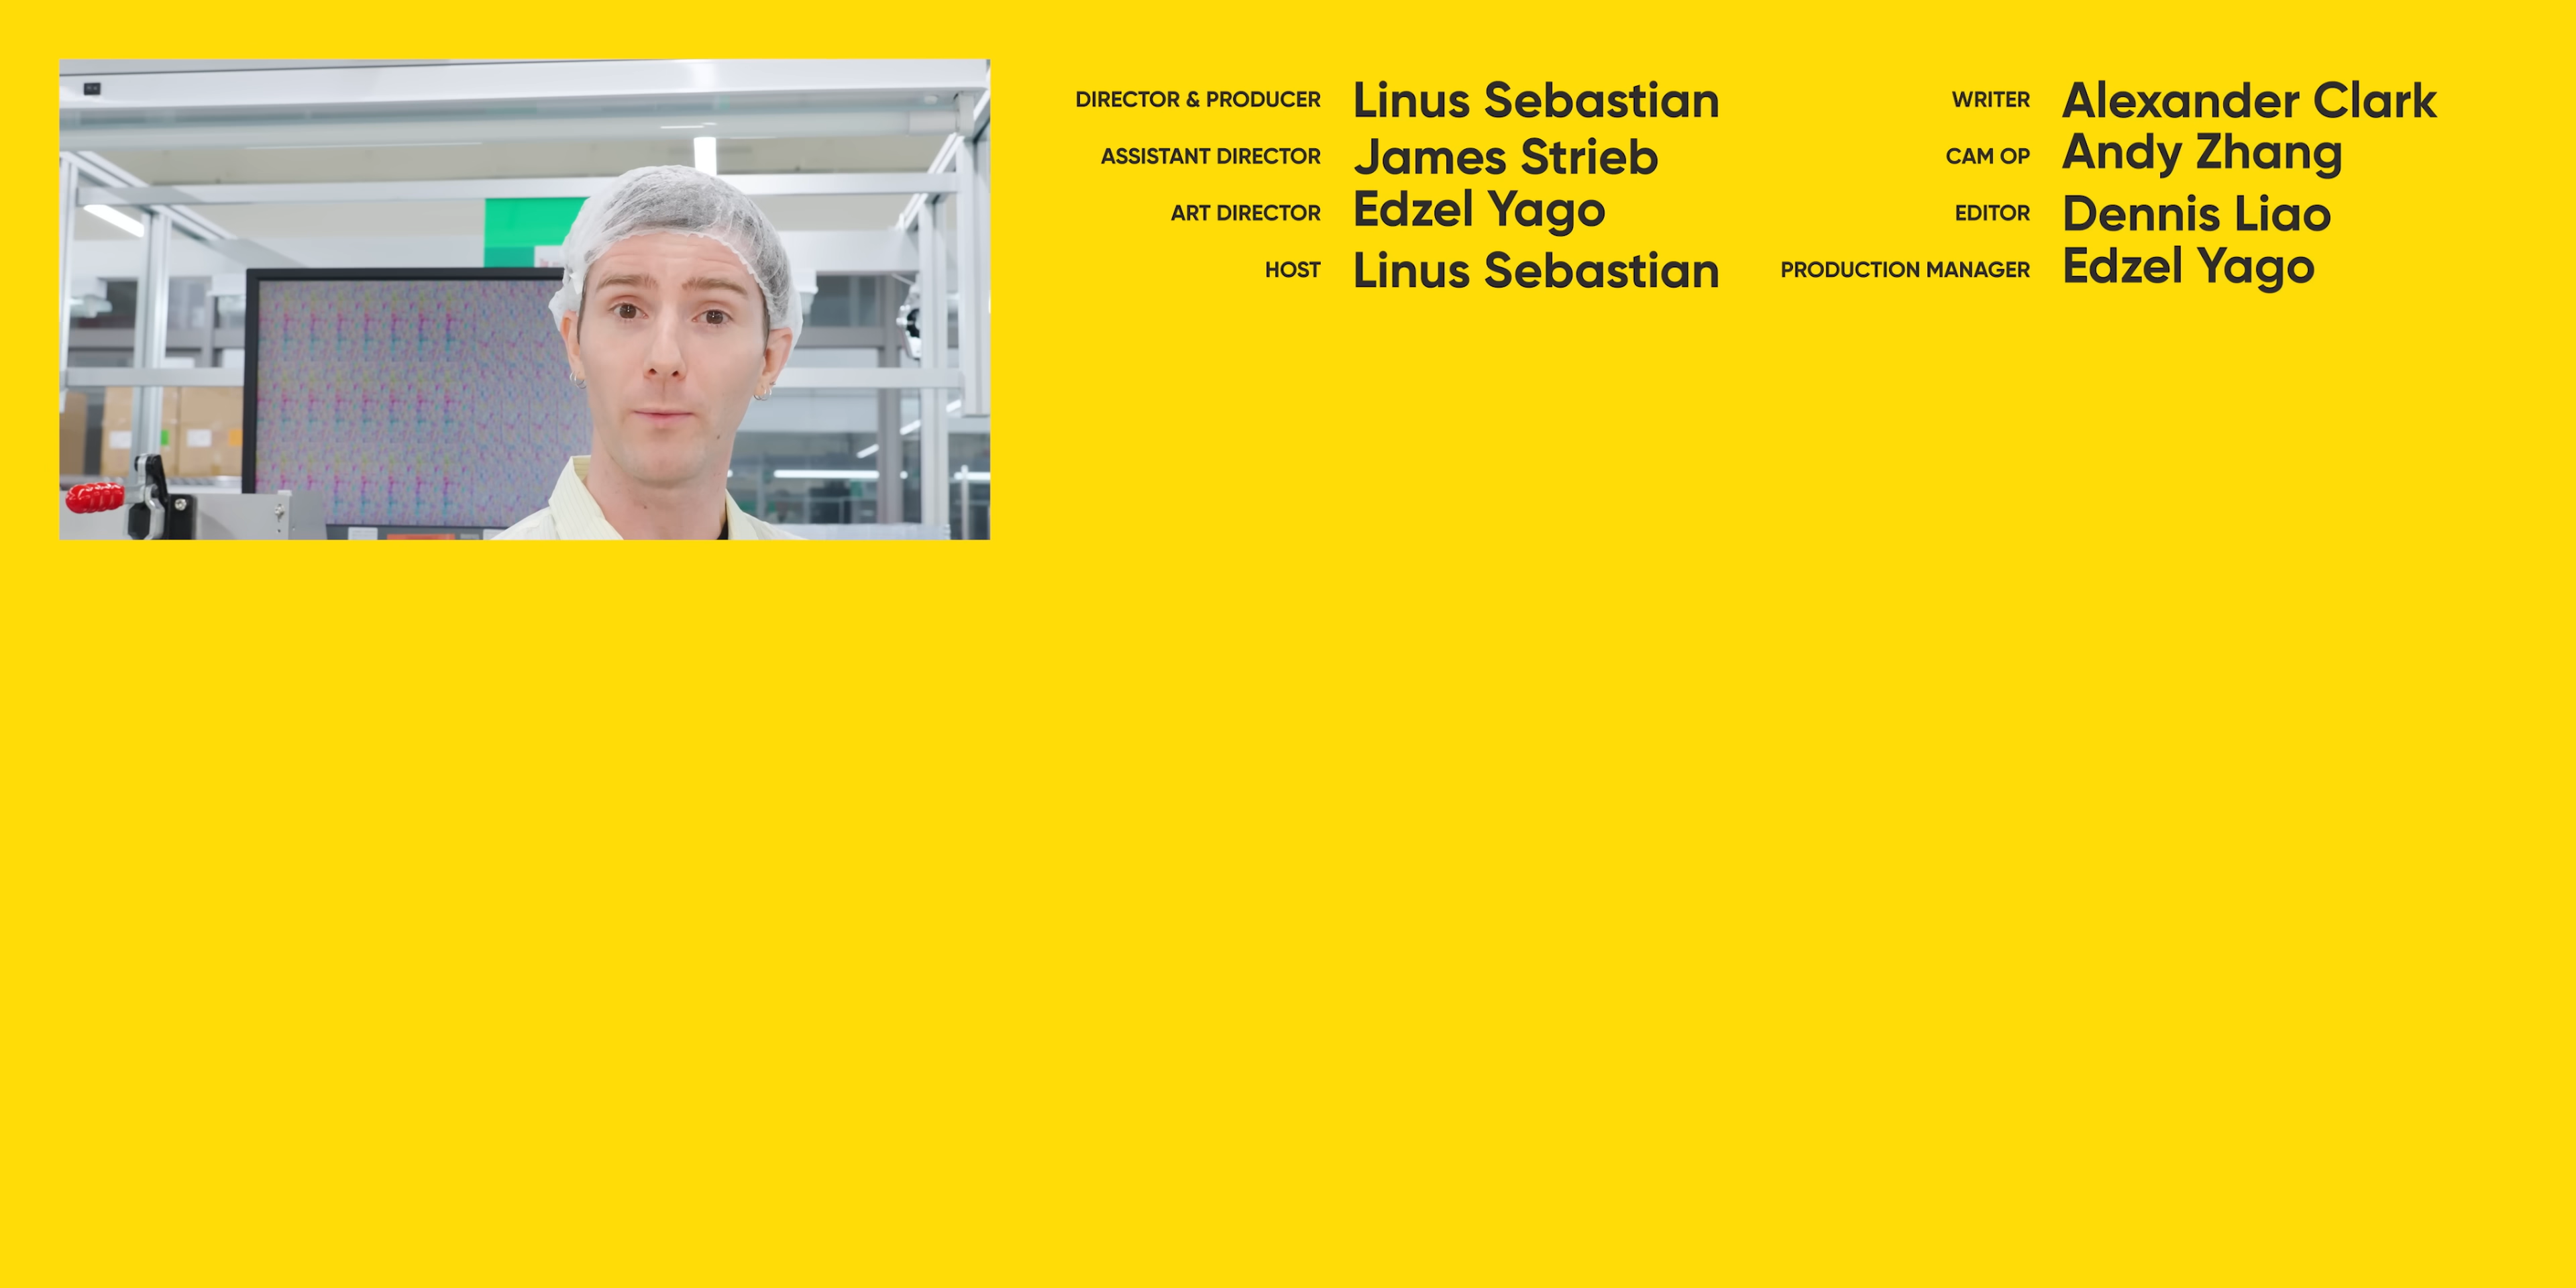 DIRECTOR & PRODUCER Linus Sebastian
ASSISTANT DIRECTOR James Strieb
ART DIRECTOR Edzel Yago
HOST Linus Sebastian
WRITER Alexander Clark
CAM OP Andy Zhang
EDITOR Dennis Liao
PRODUCTION MANAGER Edzel Yago